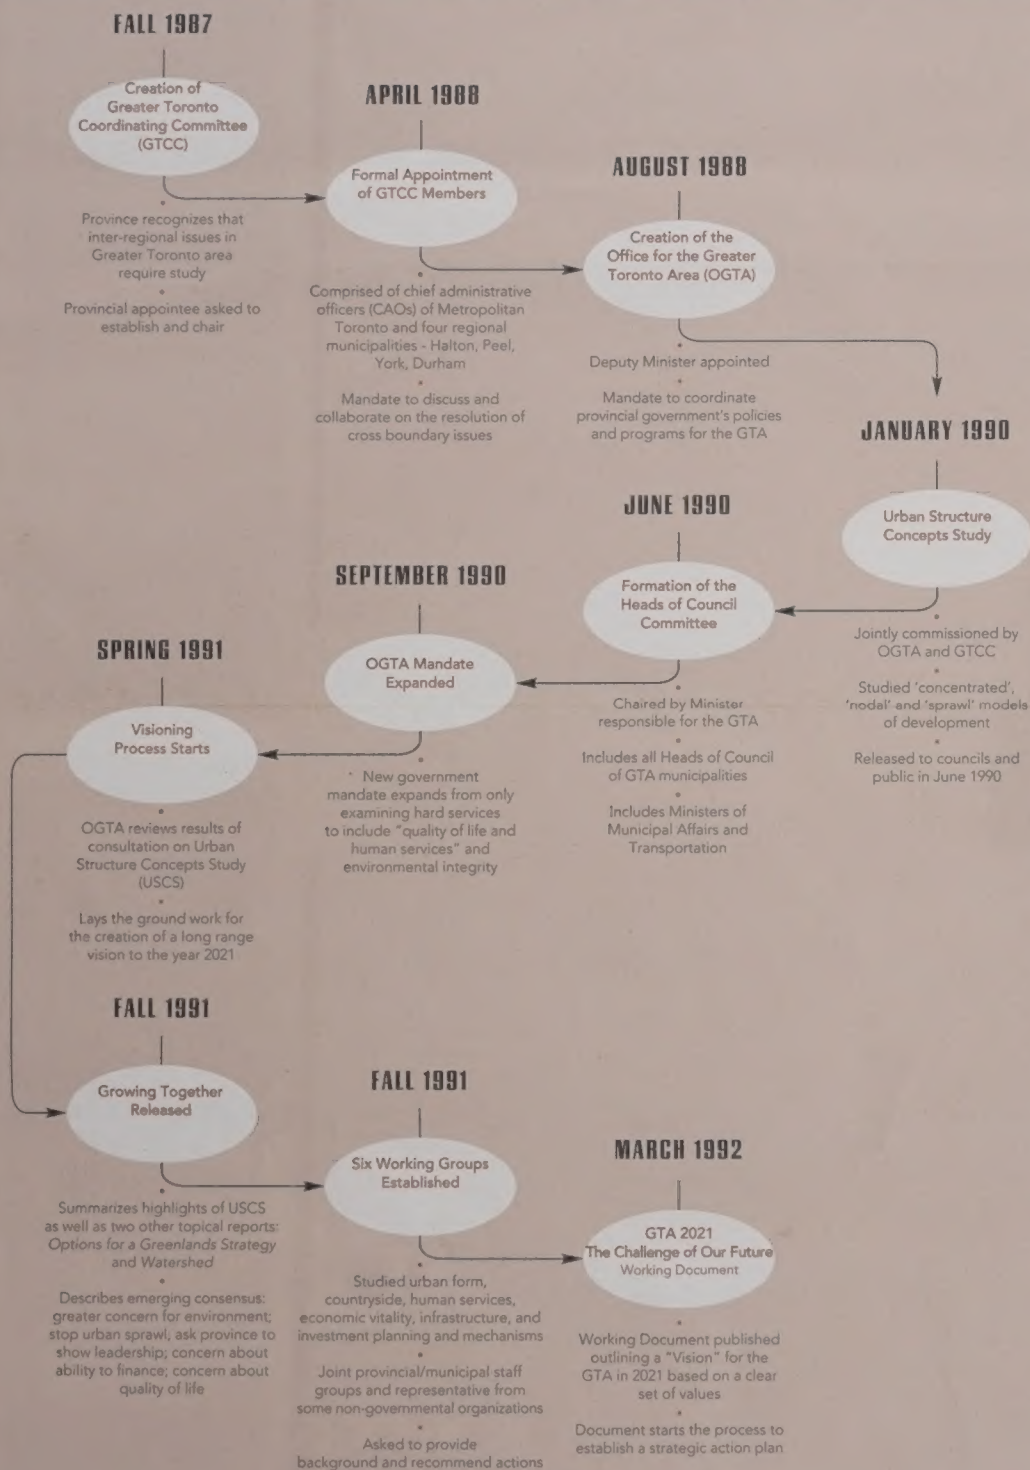 FALL 1987
Creation of
Greater Toronto
Coordinating Committee
(GTCC)
•
Province recognizes that
inter-regional issues in
Greater Toronto area
require study
•
Provincial appointee asked to
establish and chair
APRIL 1988
Formal Appointment
of GTCC Members
•
Comprised of chief administrative
officers (CAOs) of Metropolitan
Toronto and four regional
municipalities - Halton, Peel,
York, Durham
•
Mandate to discuss and
collaborate on the resolution of
cross boundary issues
AUGUST 1988
Creation of the
Office for the Greater
Toronto Area (OGTA)
•
Deputy Minister appointed
•
Mandate to coordinate
provincial government's policies
and programs for the GTA
JANUARY 1990
Urban Structure
Concepts Study
•
Jointly commissioned by
OGTA and GTCC
•
Studied 'concentrated',
'nodal' and 'sprawl' models
of development
•
Released to councils and
public in June 1990
JUNE 1990
Formation of the
Heads of Council
Committee
•
Chaired by Minister
responsible for the GTA
•
Includes all Heads of Council
of GTA municipalities
•
Includes Ministers of
Municipal Affairs and
Transportation
SEPTEMBER 1990
OGTA Mandate
Expanded
•
New government
mandate expands from only
examining hard services
to include "quality of life and
human services" and
environmental integrity
SPRING 1991
Visioning
Process Starts
•
OGTA reviews results of
consultation on Urban
Structure Concepts Study
(USCS)
•
Lays the ground work for
the creation of a long range
vision to the year 2021
FALL 1991
Growing Together
Released
•
Summarizes highlights of USCS
as well as two other topical reports:
Options for a Greenlands Strategy
and Watershed
•
Describes emerging consensus:
greater concern for environment;
stop urban sprawl; ask province to
show leadership; concern about
ability to finance; concern about
quality of life
FALL 1991
Six Working Groups
Established
•
Studied urban form,
countryside, human services,
economic vitality, infrastructure, and
investment planning and mechanisms
•
Joint provincial/municipal staff
groups and representative from
some non-governmental organizations
•
Asked to provide
background and recommend actions
MARCH 1992
GTA 2021
The Challenge of Our Future
Working Document
•
Working Document published
outlining a "Vision" for the
GTA in 2021 based on a clear
set of values
•
Document starts the process to
establish a strategic action plan